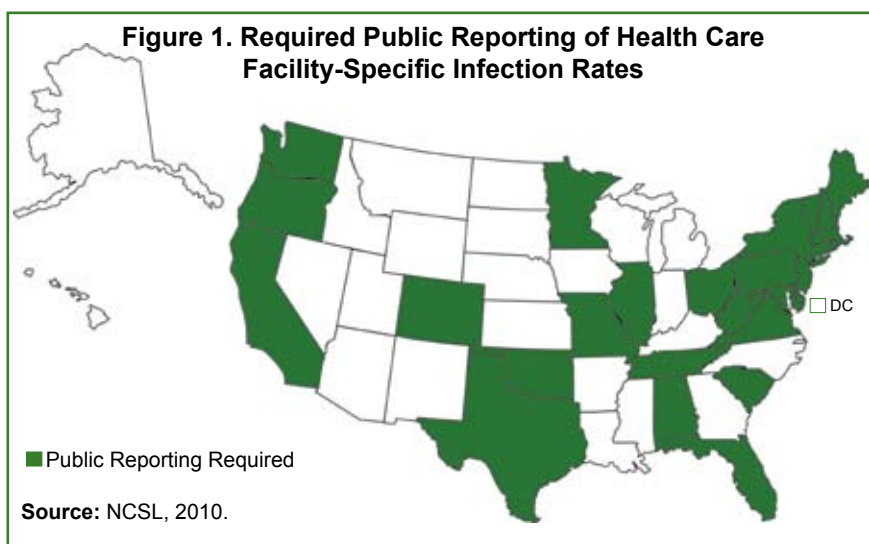 Figure 1. Required Public Reporting of Health Care
Facility-Specific Infection Rates
DC
Public Reporting Required
Source: NCSL, 2010.